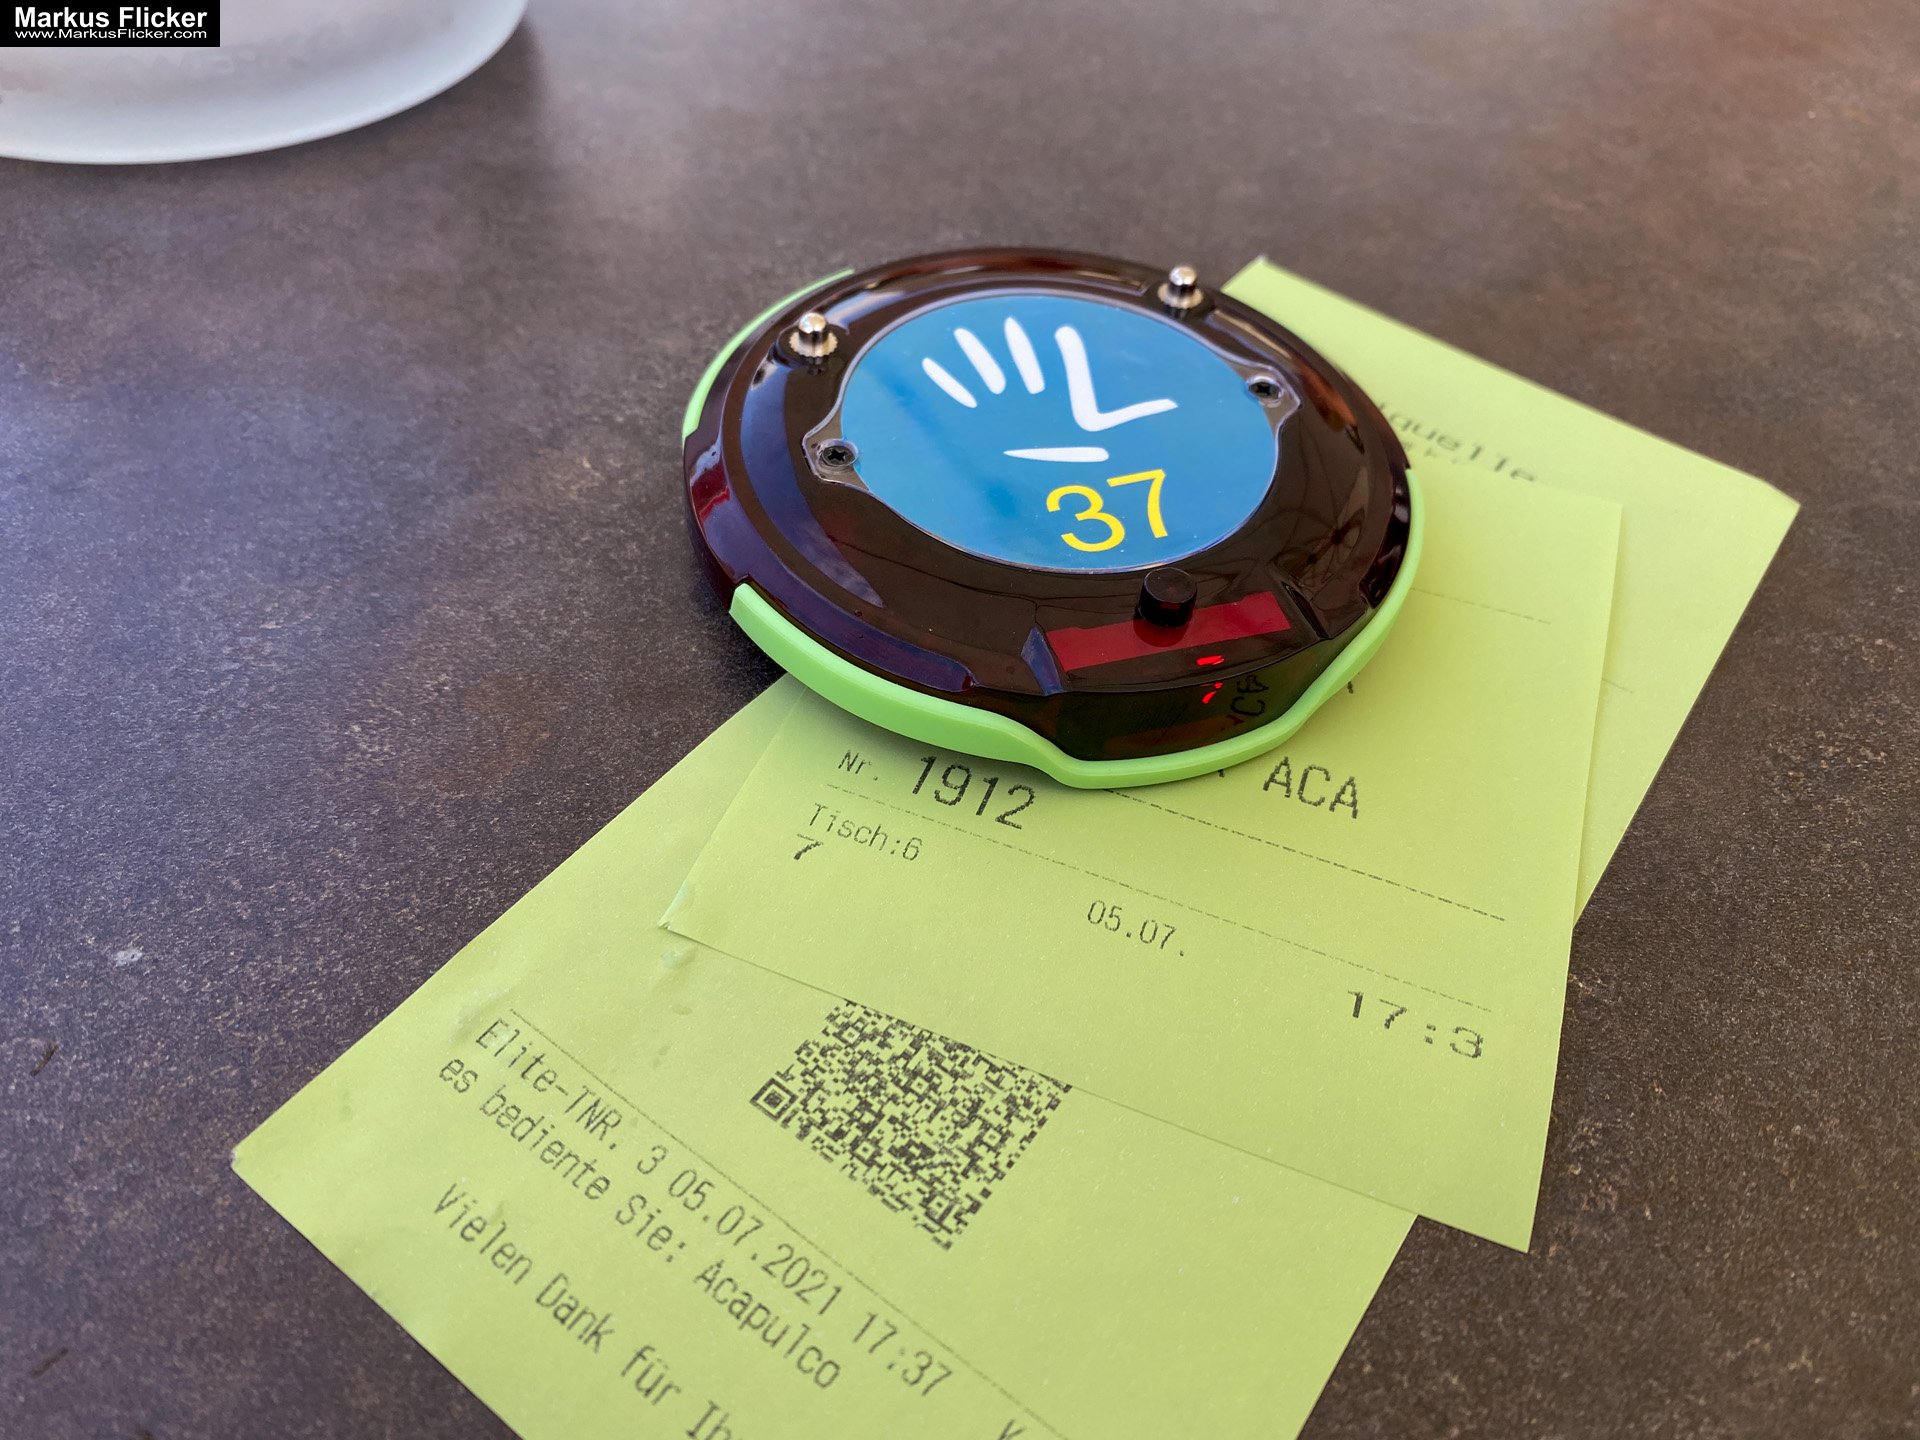 Markus Flicker
www.MarkusFlicker.com
37
Nr. 1912
ACA
Tisch:6
7
05.07.
17:3
Elite-TNR. 3 05.07.2021 17:37
es bediente Sie: Acapulco
Vielen Dank für